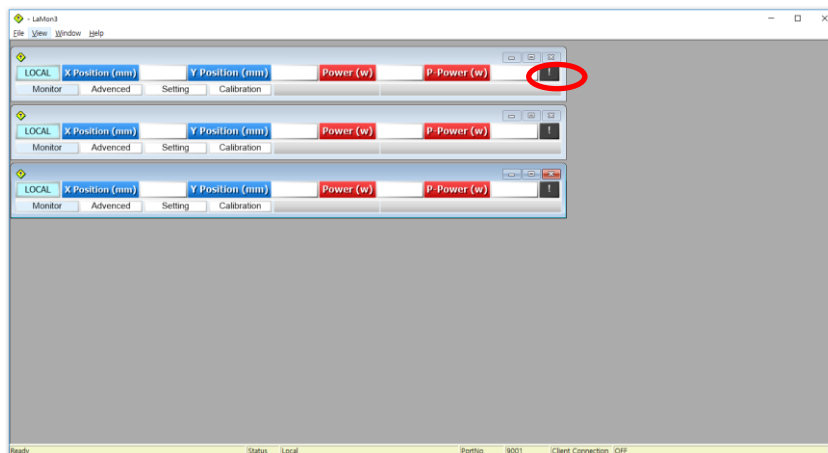 - LaMon3
File View Window Help
LOCAL X Position (mm) Y Position (mm) Power (w) P-Power (w) !
Monitor Advanced Setting Calibration
LOCAL X Position (mm) Y Position (mm) Power (w) P-Power (w) !
Monitor Advanced Setting Calibration
LOCAL X Position (mm) Y Position (mm) Power (w) P-Power (w) !
Monitor Advanced Setting Calibration
Ready Status Local PortNo 9001 Client Connection OFF